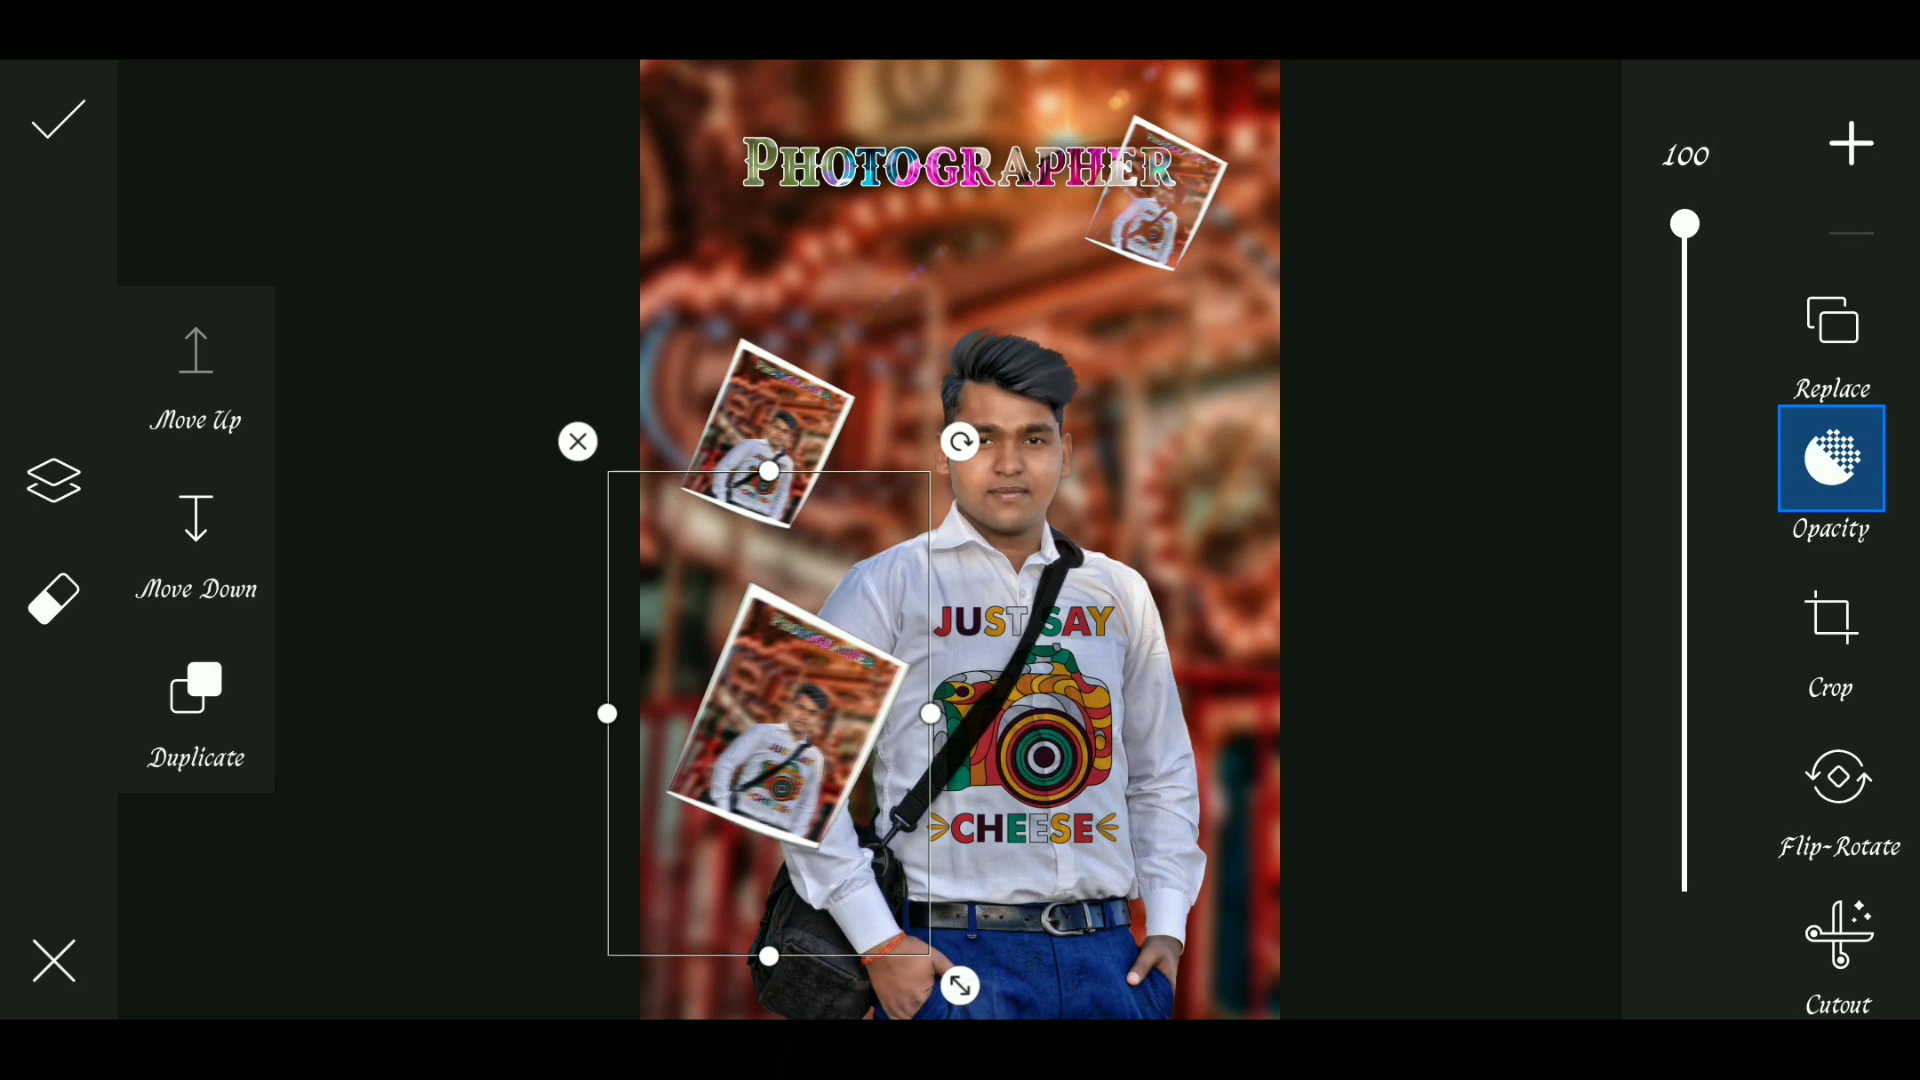 PHOTOGRAPHER
100
Move Up
Move Down
Duplicate
JUST SAY
CHEESE
Replace
Opacity
Crop
Flip-Rotate
Cutout